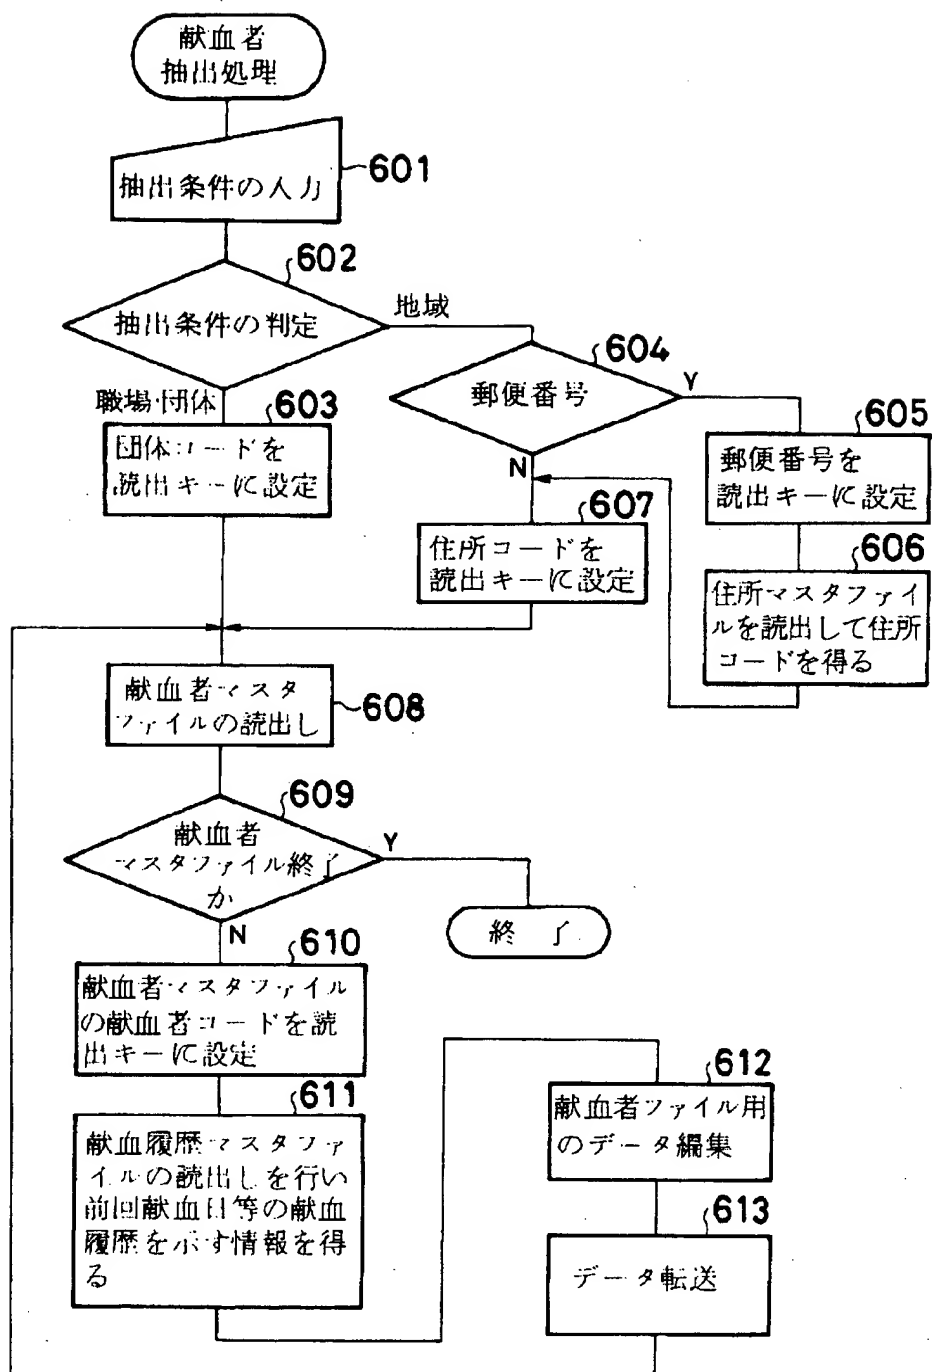 献血者
抽出処理
601
抽出条件の入力
602
抽出条件の判定
地域
職場・団体
603
団体コードを
読出キーに設定
604
郵便番号
Y
N
605
郵便番号を
読出キーに設定
606
住所マスタファイ
ルを読出して住所
コードを得る
607
住所コードを
読出キーに設定
608
献血者マスタ
ファイルの読出し
609
献血者
マスタファイル終了
か
Y
終了
N
610
献血者マスタファイル
の献血者コードを読
出キーに設定
611
献血履歴マスタファ
イルの読出しを行い
前回献血日等の献血
履歴を示す情報を得
る
612
献血者ファイル用
のデータ編集
613
データ転送